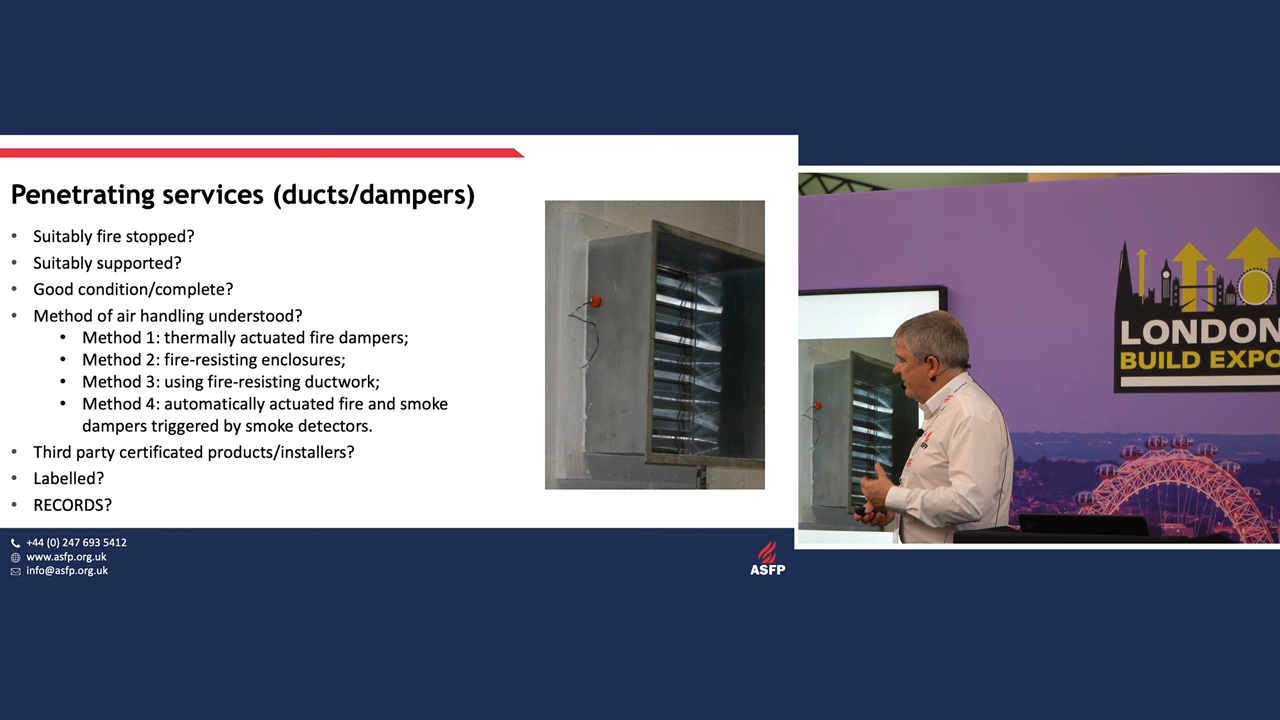 Penetrating services (ducts/dampers)
• Suitably fire stopped?
• Suitably supported?
• Good condition/complete?
• Method of air handling understood?
• Method 1: thermally actuated fire dampers;
• Method 2: fire-resisting enclosures;
• Method 3: using fire-resisting ductwork;
• Method 4: automatically actuated fire and smoke
dampers triggered by smoke detectors.
• Third party certificated products/installers?
• Labelled?
• RECORDS?
+44 (0) 247 693 5412
www.asfp.org.uk
info@asfp.org.uk
ASFP
LONDON
BUILD EXPO